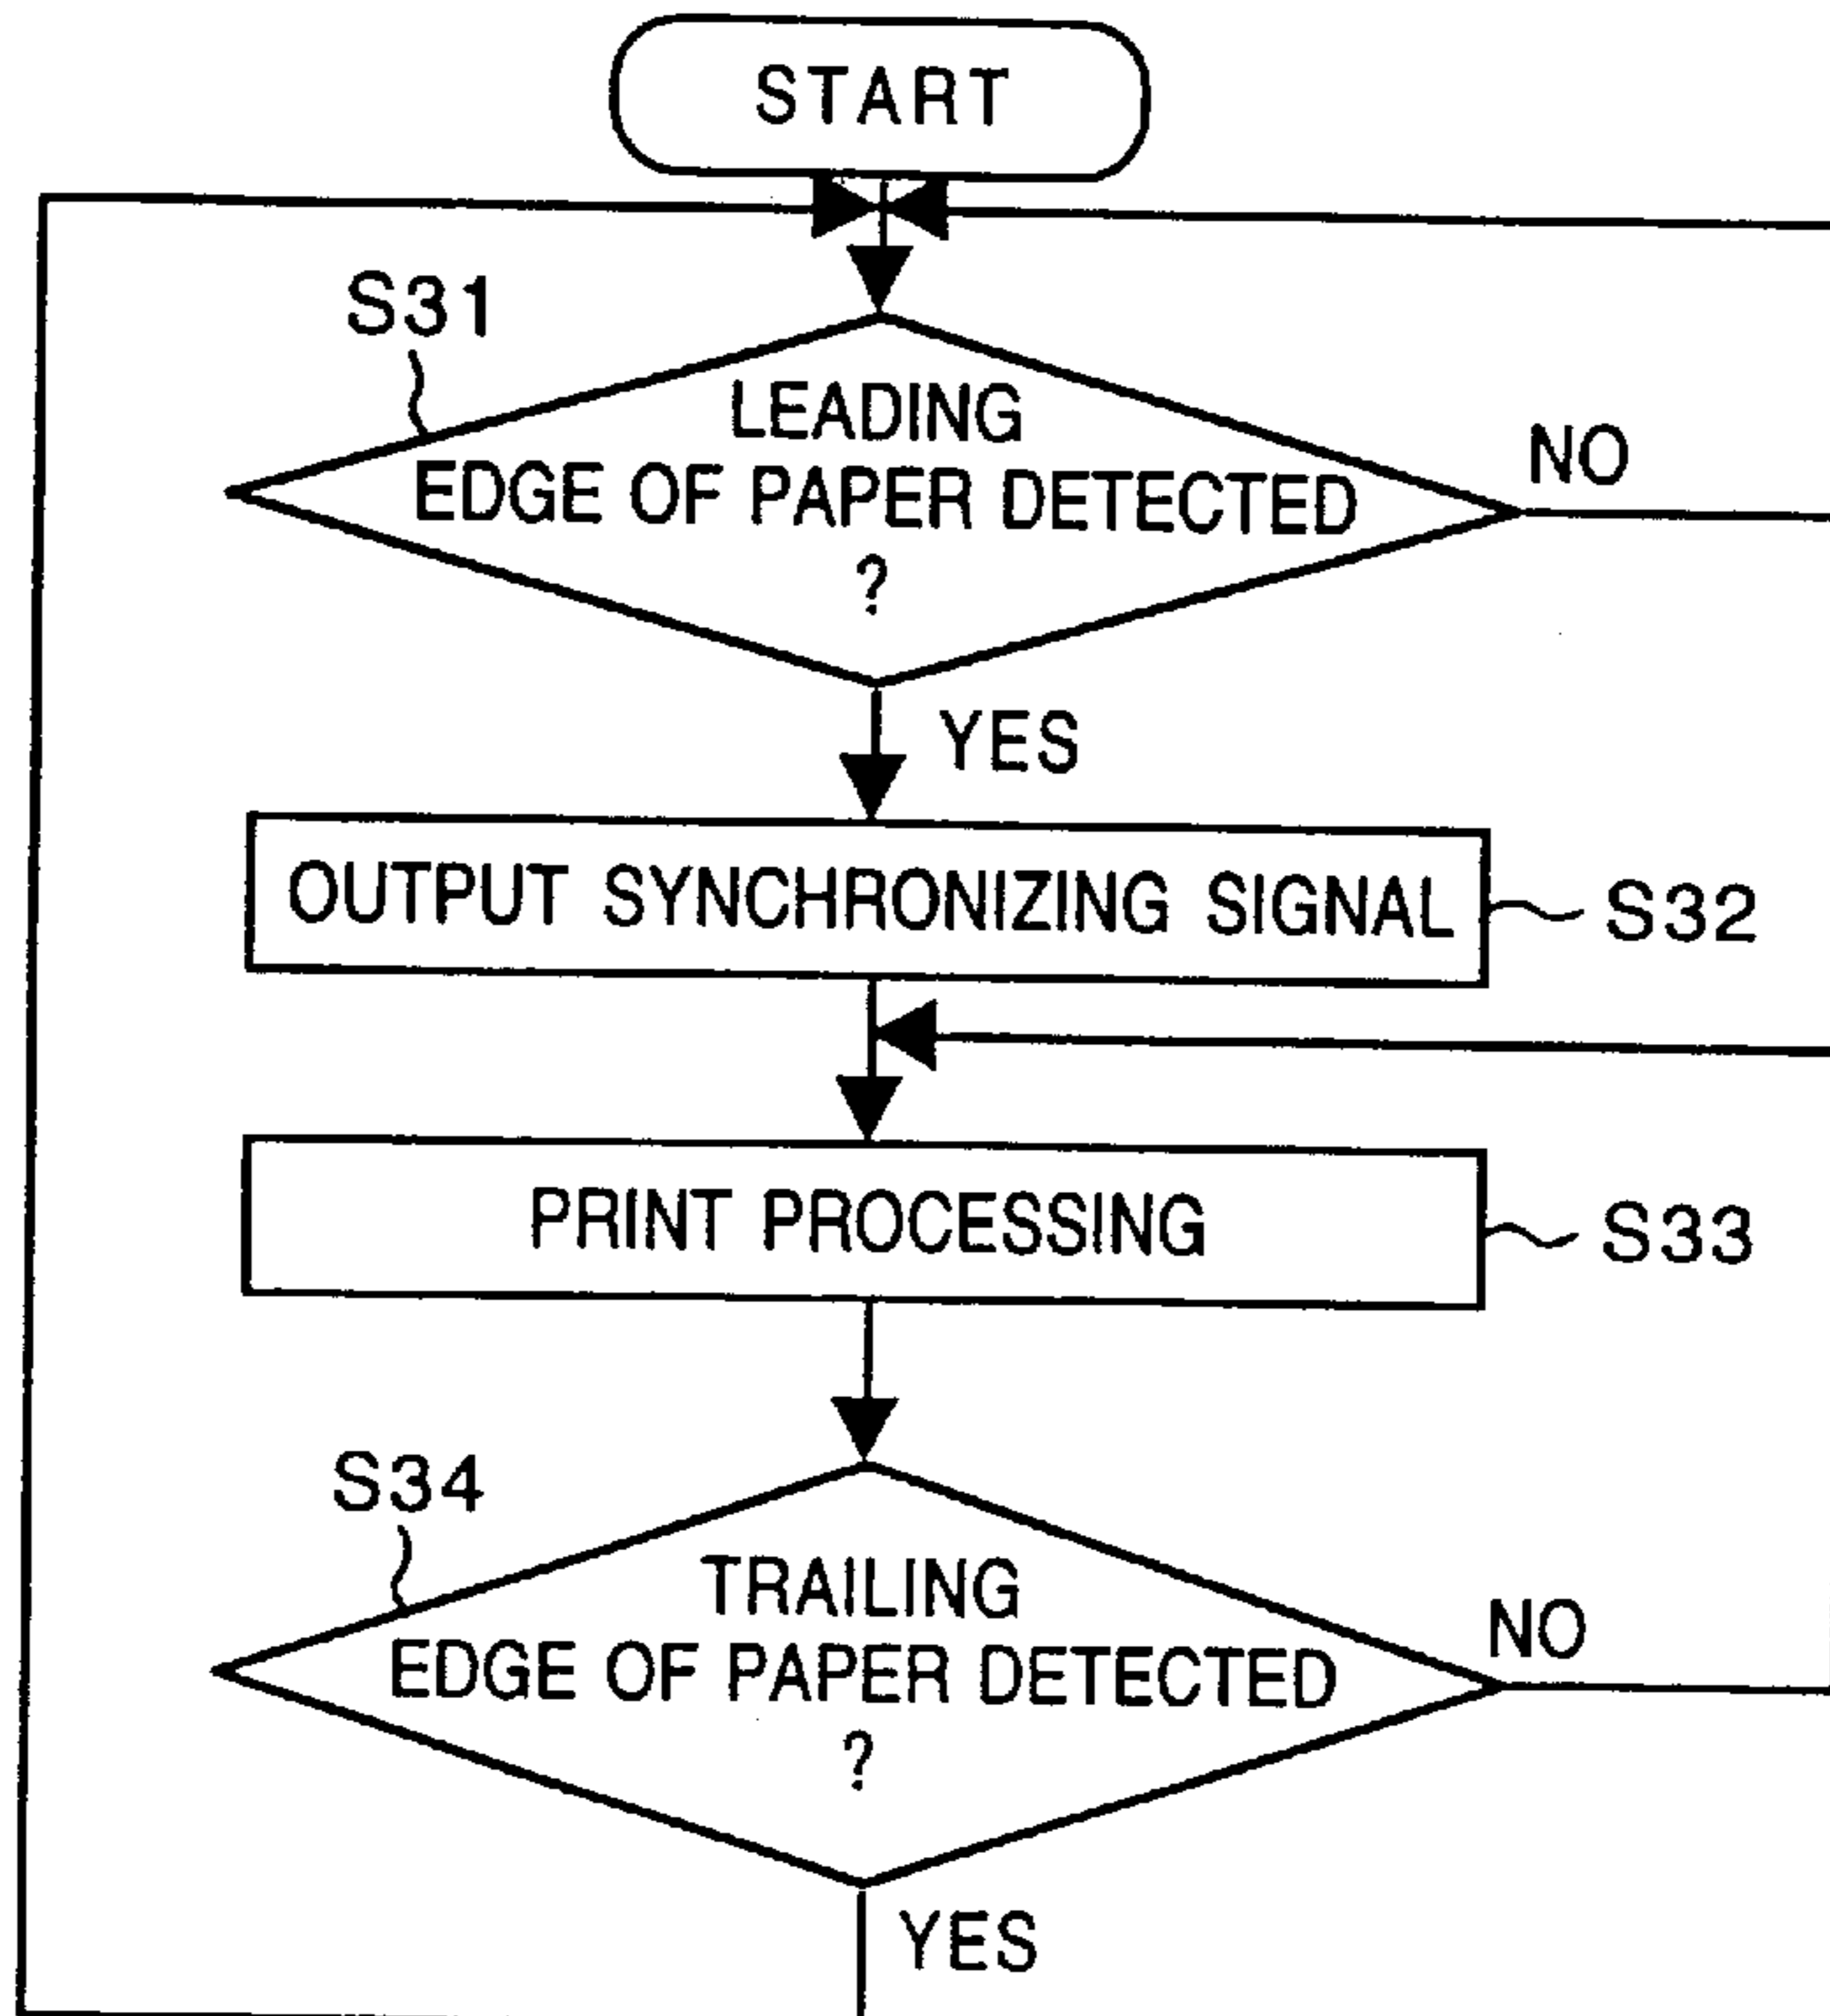 START
S31
LEADING
EDGE OF PAPER DETECTED
?
NO
YES
OUTPUT SYNCHRONIZING SIGNAL
S32
PRINT PROCESSING
S33
S34
TRAILING
EDGE OF PAPER DETECTED
?
NO
YES